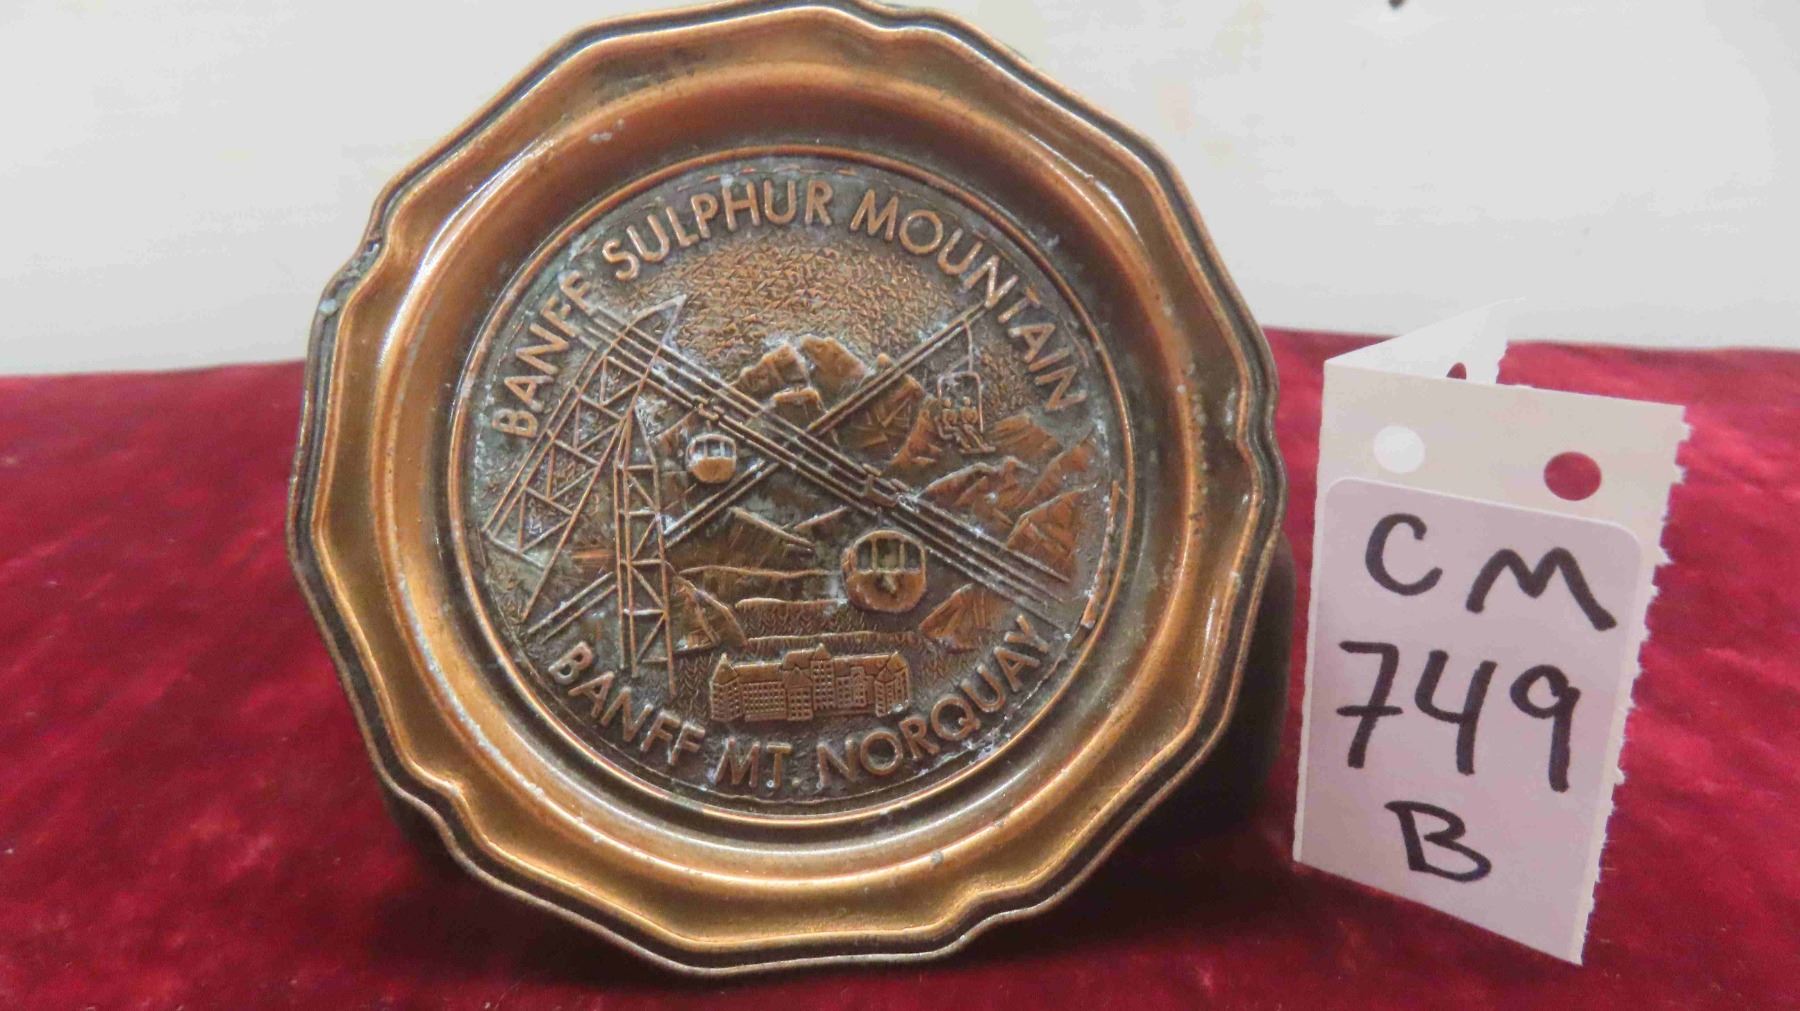 BANFF SULPHUR MOUNTAIN
BANFF MT. NORQUAY
CM
749
B